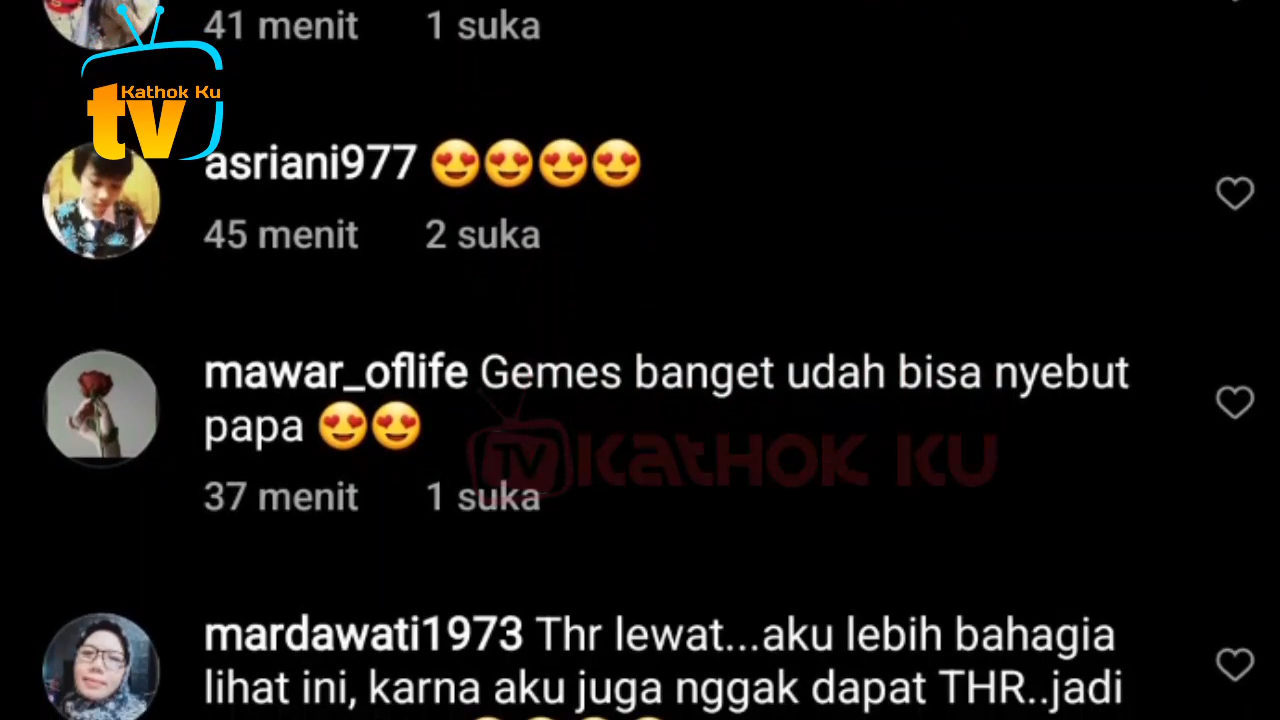 41 menit 1 suka
Kathok Ku
tv
asriani977 😍😍😍😍
45 menit 2 suka
mawar_oflife Gemes banget udah bisa nyebut
papa 😍😍
TV KatHOK KU
37 menit 1 suka
mardawati1973 Thr lewat...aku lebih bahagia
lihat ini, karna aku juga nggak dapat THR..jadi